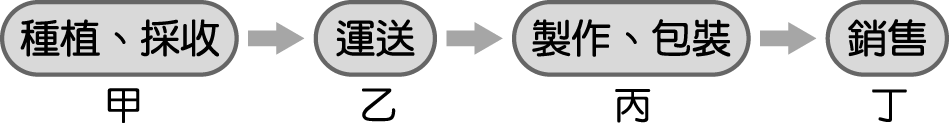 種植、採收 運送 製作、包裝 銷售
甲 乙 丙 丁